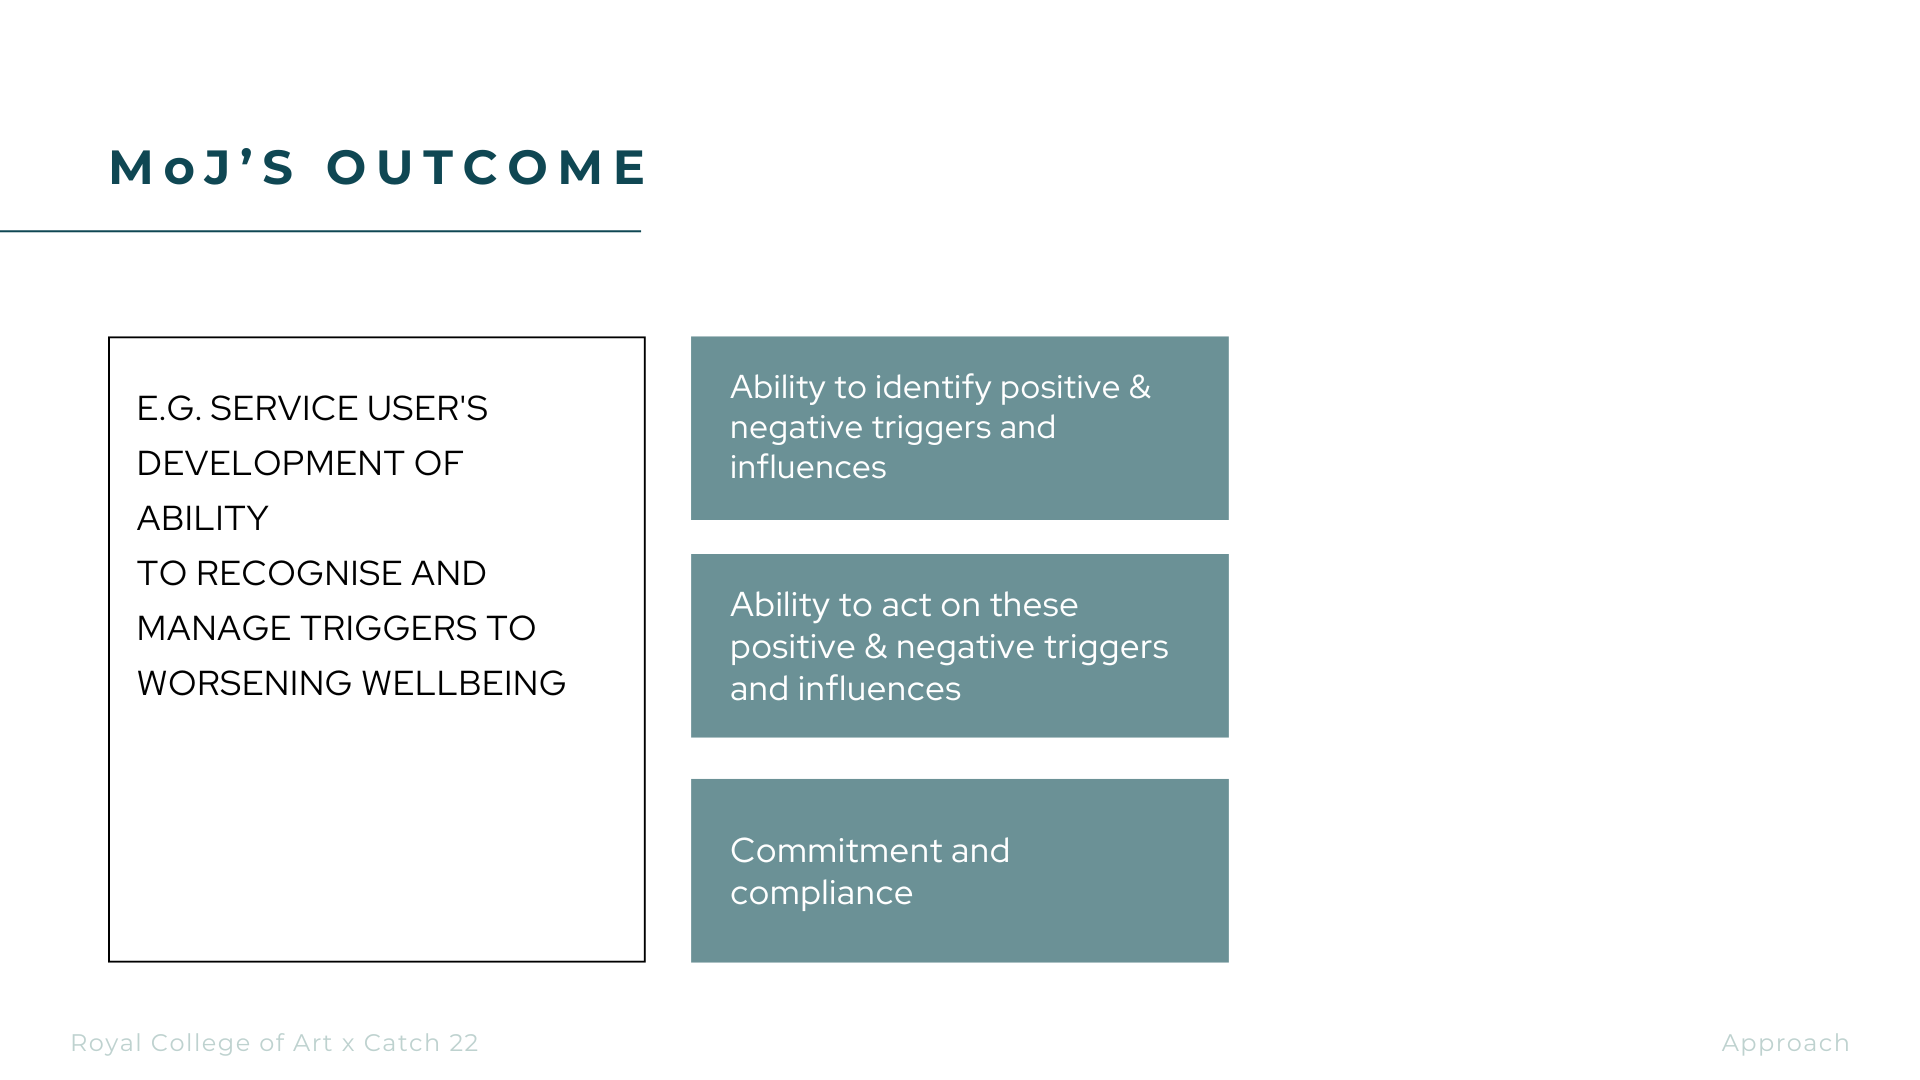 MoJ’S OUTCOME
E.G. SERVICE USER'S
DEVELOPMENT OF
ABILITY
TO RECOGNISE AND
MANAGE TRIGGERS TO
WORSENING WELLBEING
Ability to identify positive &
negative triggers and
influences
Ability to act on these
positive & negative triggers
and influences
Commitment and
compliance
Royal College of Art x Catch 22
Approach